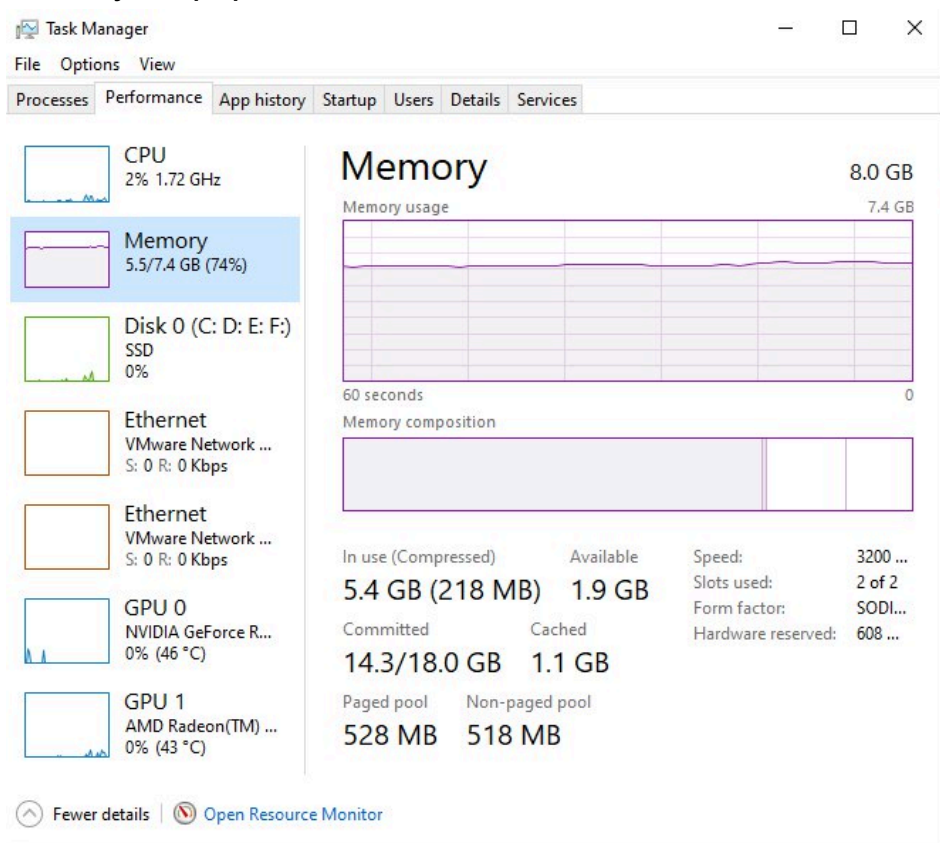 Task Manager
File Options View
Processes Performance App history Startup Users Details Services
CPU
2% 1.72 GHz
Memory
5.5/7.4 GB (74%)
Disk 0 (C: D: E: F:)
SSD
0%
Ethernet
VMware Network ...
S: 0 R: 0 Kbps
Ethernet
VMware Network ...
S: 0 R: 0 Kbps
GPU 0
NVIDIA GeForce R...
0% (46 °C)
GPU 1
AMD Radeon(TM) ...
0% (43 °C)
Memory 8.0 GB
Memory usage 7.4 GB
60 seconds 0
Memory composition
In use (Compressed) Available
5.4 GB (218 MB) 1.9 GB
Committed Cached
14.3/18.0 GB 1.1 GB
Paged pool Non-paged pool
528 MB 518 MB
Speed: 3200 ...
Slots used: 2 of 2
Form factor: SODI...
Hardware reserved: 608 ...
Fewer details Open Resource Monitor